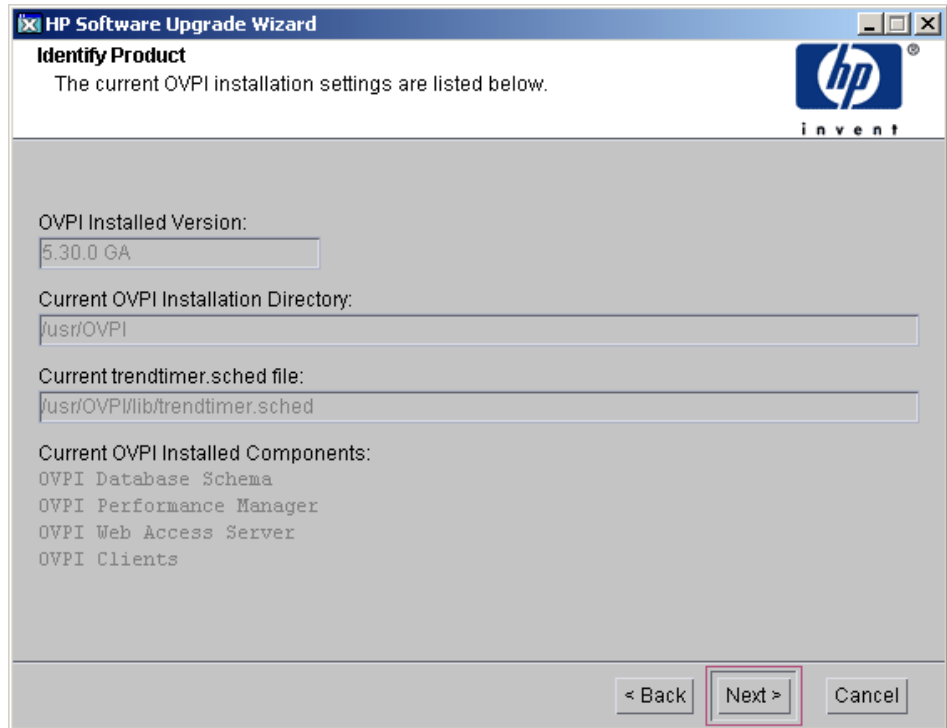 HP Software Upgrade Wizard
Identify Product
The current OVPI installation settings are listed below.
hp
®
invent
OVPI Installed Version:
5.30.0 GA
Current OVPI Installation Directory:
/usr/OVPI
Current trendtimer.sched file:
/usr/OVPI/lib/trendtimer.sched
Current OVPI Installed Components:
OVPI Database Schema
OVPI Performance Manager
OVPI Web Access Server
OVPI Clients
< Back Next > Cancel